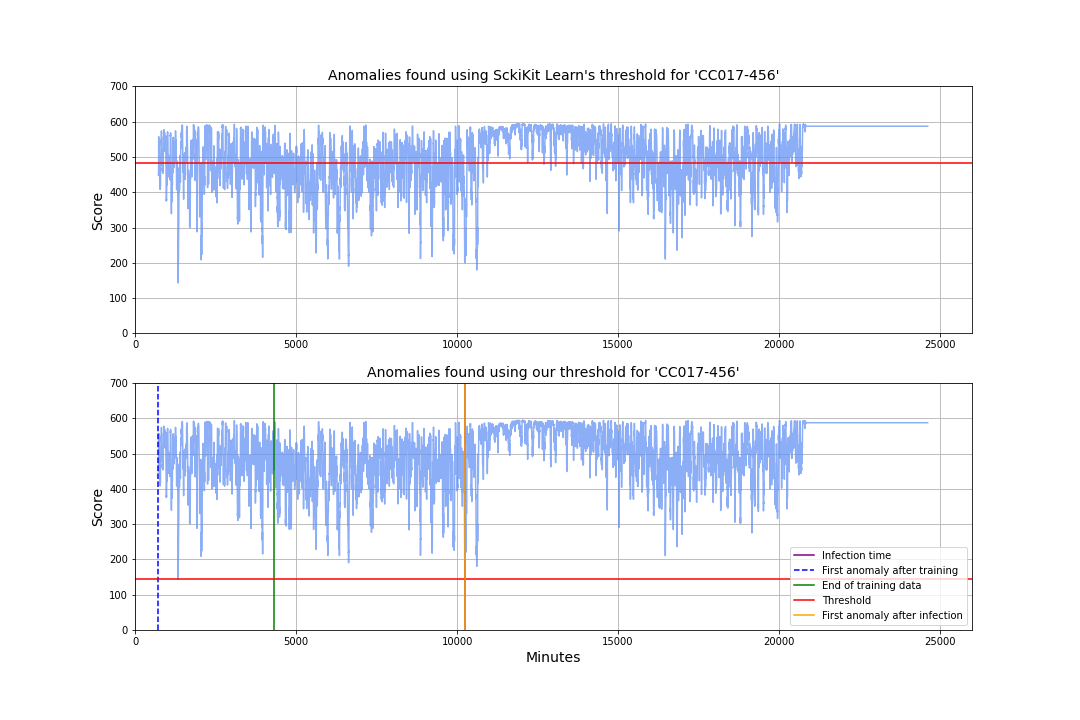 Anomalies found using SckiKit Learn's threshold for 'CC017-456'
700
600
500
400
300
200
100
0
Score
0 5000 10000 15000 20000 25000
Anomalies found using our threshold for 'CC017-456'
700
600
500
400
300
200
100
0
Score
Infection time
First anomaly after training
End of training data
Threshold
First anomaly after infection
0 5000 10000 15000 20000 25000
Minutes